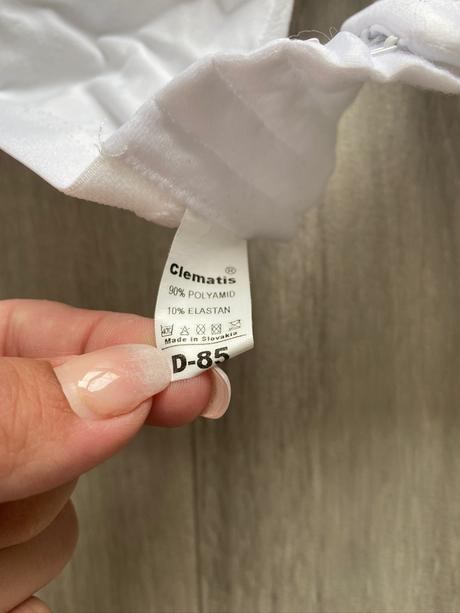 Clematis®
90% POLYAMID
10% ELASTAN
Made in Slovakia
D-85